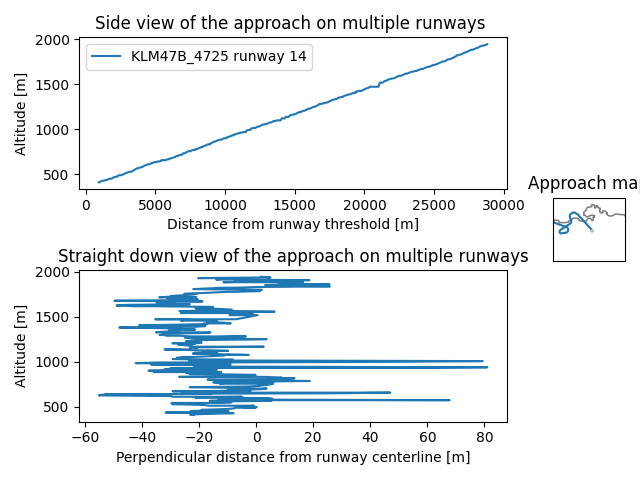 Side view of the approach on multiple runways
2000
1500
1000
500
Altitude [m]
KLM47B_4725 runway 14
0 5000 10000 15000 20000 25000 30000
Distance from runway threshold [m]
Approach map
Straight down view of the approach on multiple runways
2000
1500
1000
500
Altitude [m]
−60 −40 −20 0 20 40 60 80
Perpendicular distance from runway centerline [m]